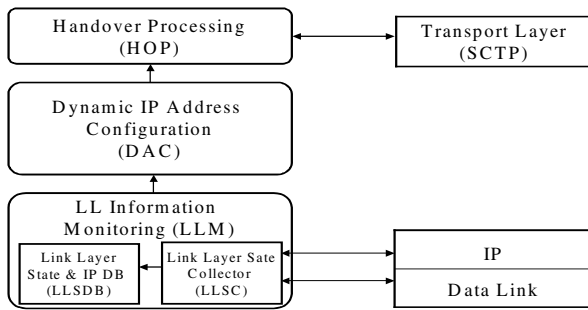 Handover Processing
(HOP)
Transport Layer
(SCTP)
Dynamic IP Address
Configuration
(DAC)
LL Information
Monitoring (LLM)
Link Layer
State & IP DB
(LLSDB)
Link Layer Sate
Collector
(LLSC)
IP
Data Link